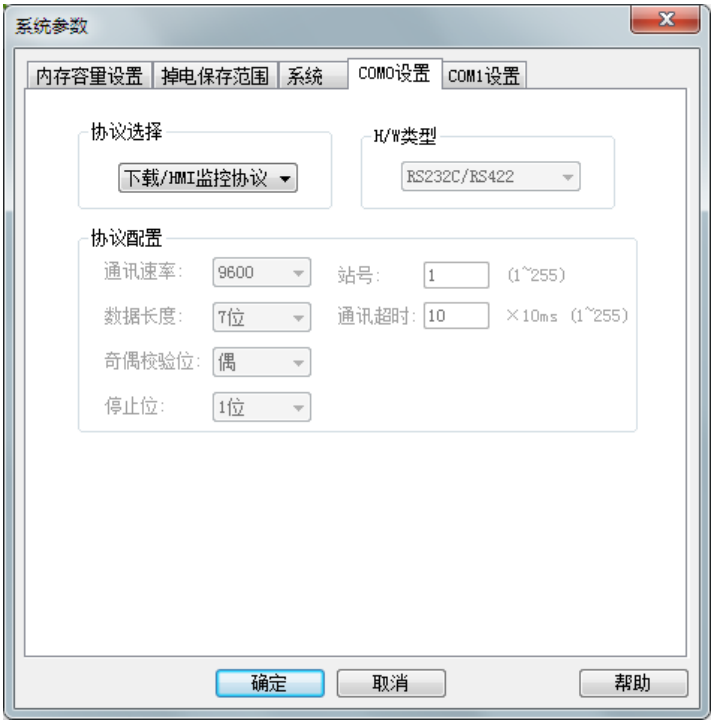 系统参数
内存容量设置 掉电保存范围 系统 COM0设置 COM1设置
协议选择 H/W类型
下载/HMI监控协议 RS232C/RS422
协议配置
通讯速率: 9600 站号: 1 (1~255)
数据长度: 7位 通讯超时: 10 ×10ms (1~255)
奇偶校验位: 偶
停止位: 1位
确定 取消 帮助